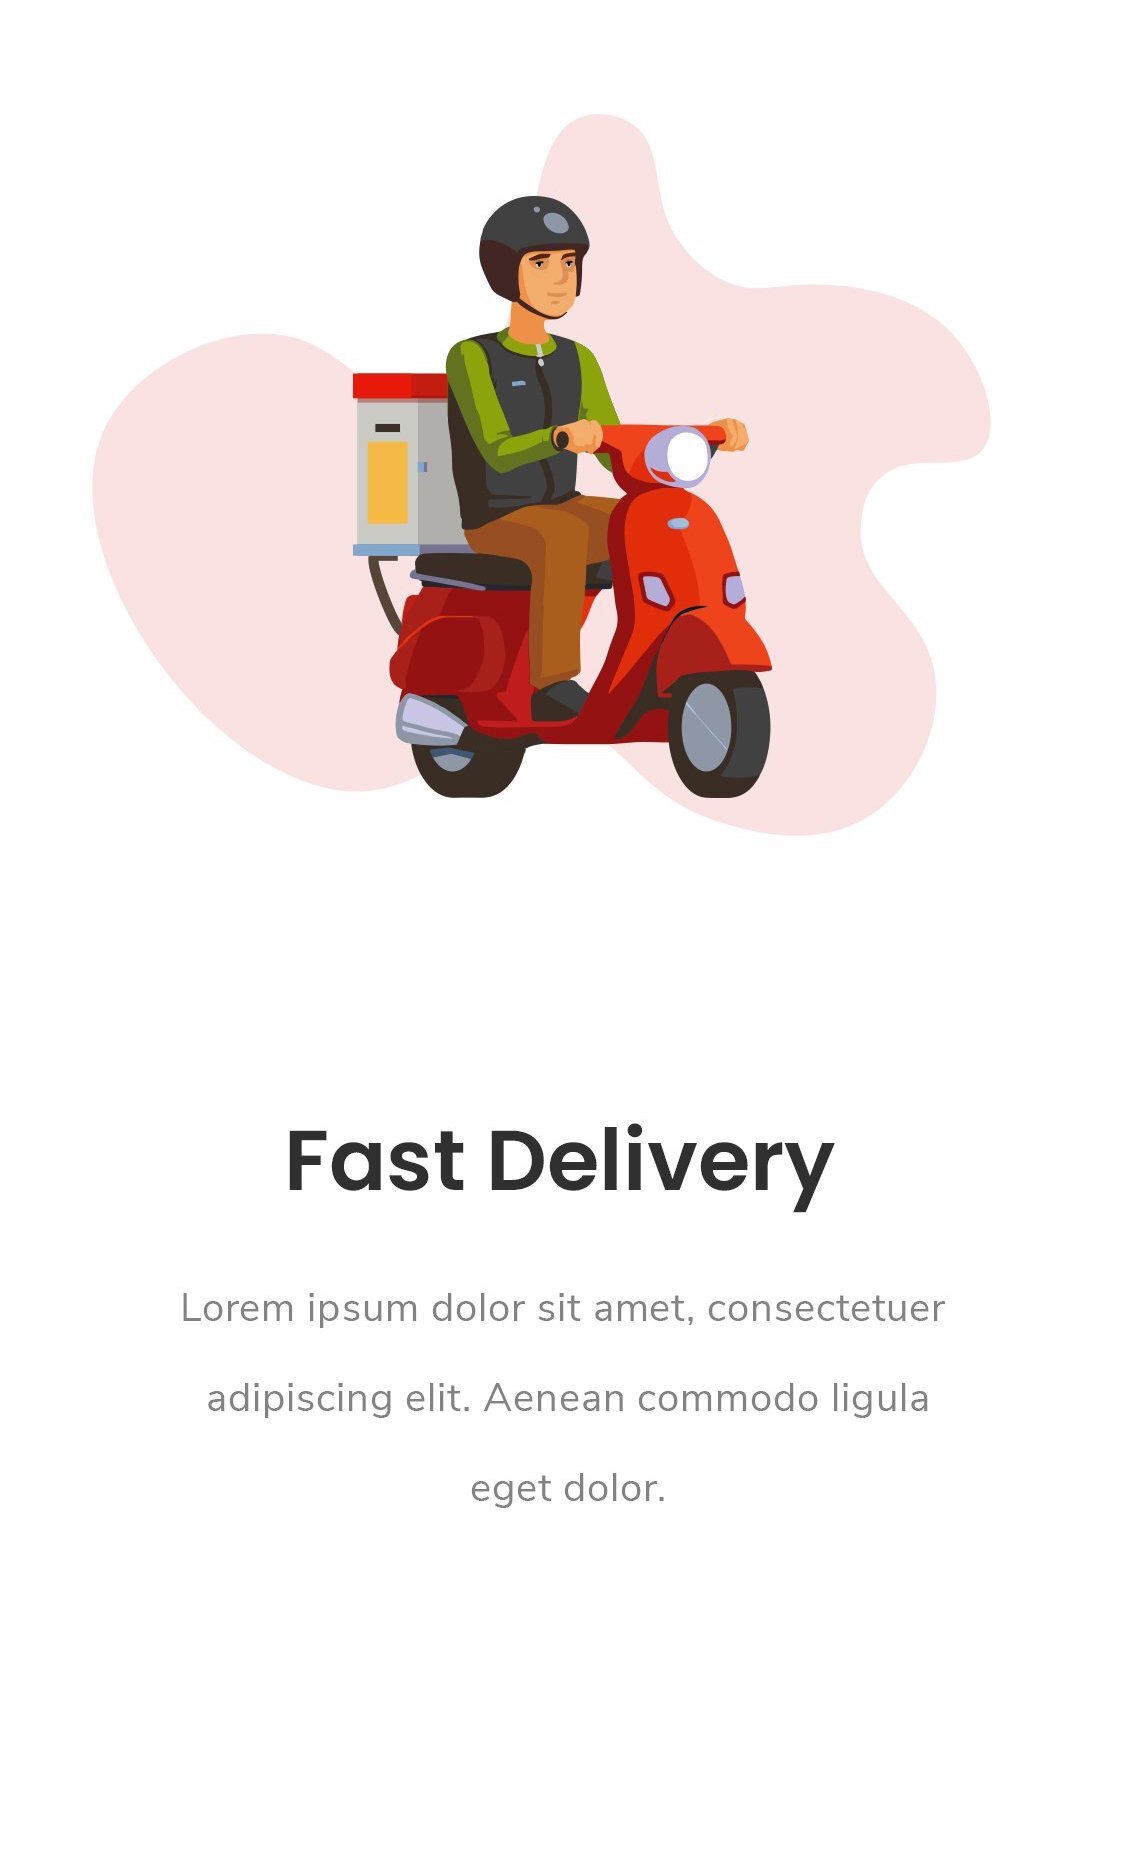 Fast Delivery
Lorem ipsum dolor sit amet, consectetuer
adipiscing elit. Aenean commodo ligula
eget dolor.